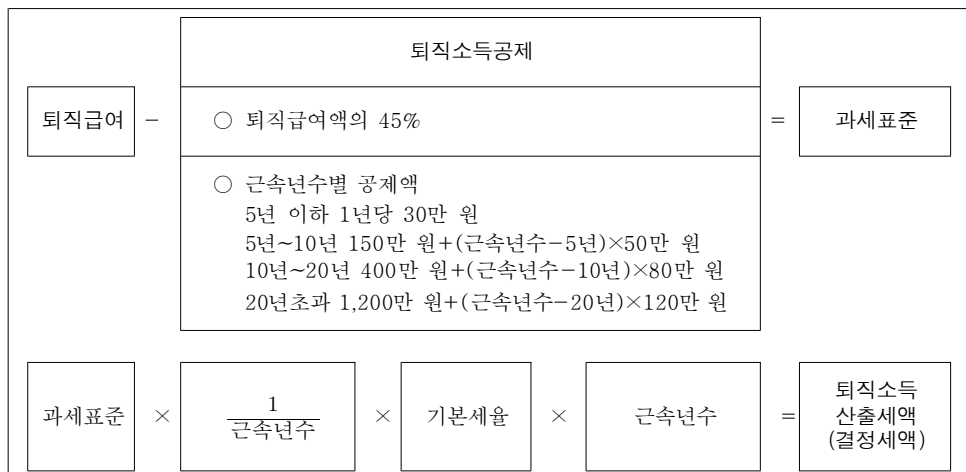 퇴직소득공제
퇴직급여 − ○ 퇴직급여액의 45% = 과세표준
○ 근속년수별 공제액
5년 이하 1년당 30만 원
5년~10년 150만 원+(근속년수−5년)×50만 원
10년~20년 400만 원+(근속년수−10년)×80만 원
20년초과 1,200만 원+(근속년수−20년)×120만 원
과세표준 × 1/근속년수 × 기본세율 × 근속년수 = 퇴직소득
산출세액
(결정세액)